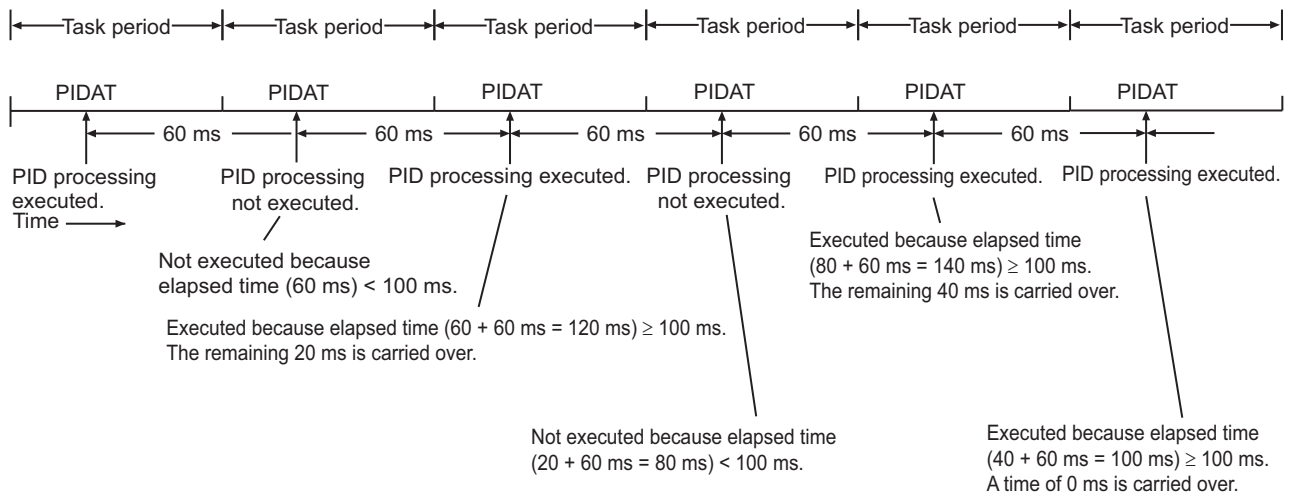 Task period Task period Task period Task period Task period Task period
PIDAT PIDAT PIDAT PIDAT PIDAT PIDAT
60 ms 60 ms 60 ms 60 ms 60 ms
PID processing
executed.
Time
PID processing
not executed.
PID processing executed.
PID processing
not executed.
PID processing executed.
PID processing executed.
Not executed because
elapsed time (60 ms) < 100 ms.
Executed because elapsed time (60 + 60 ms = 120 ms) ≥ 100 ms.
The remaining 20 ms is carried over.
Executed because elapsed time
(80 + 60 ms = 140 ms) ≥ 100 ms.
The remaining 40 ms is carried over.
Not executed because elapsed time
(20 + 60 ms = 80 ms) < 100 ms.
Executed because elapsed time
(40 + 60 ms = 100 ms) ≥ 100 ms.
A time of 0 ms is carried over.